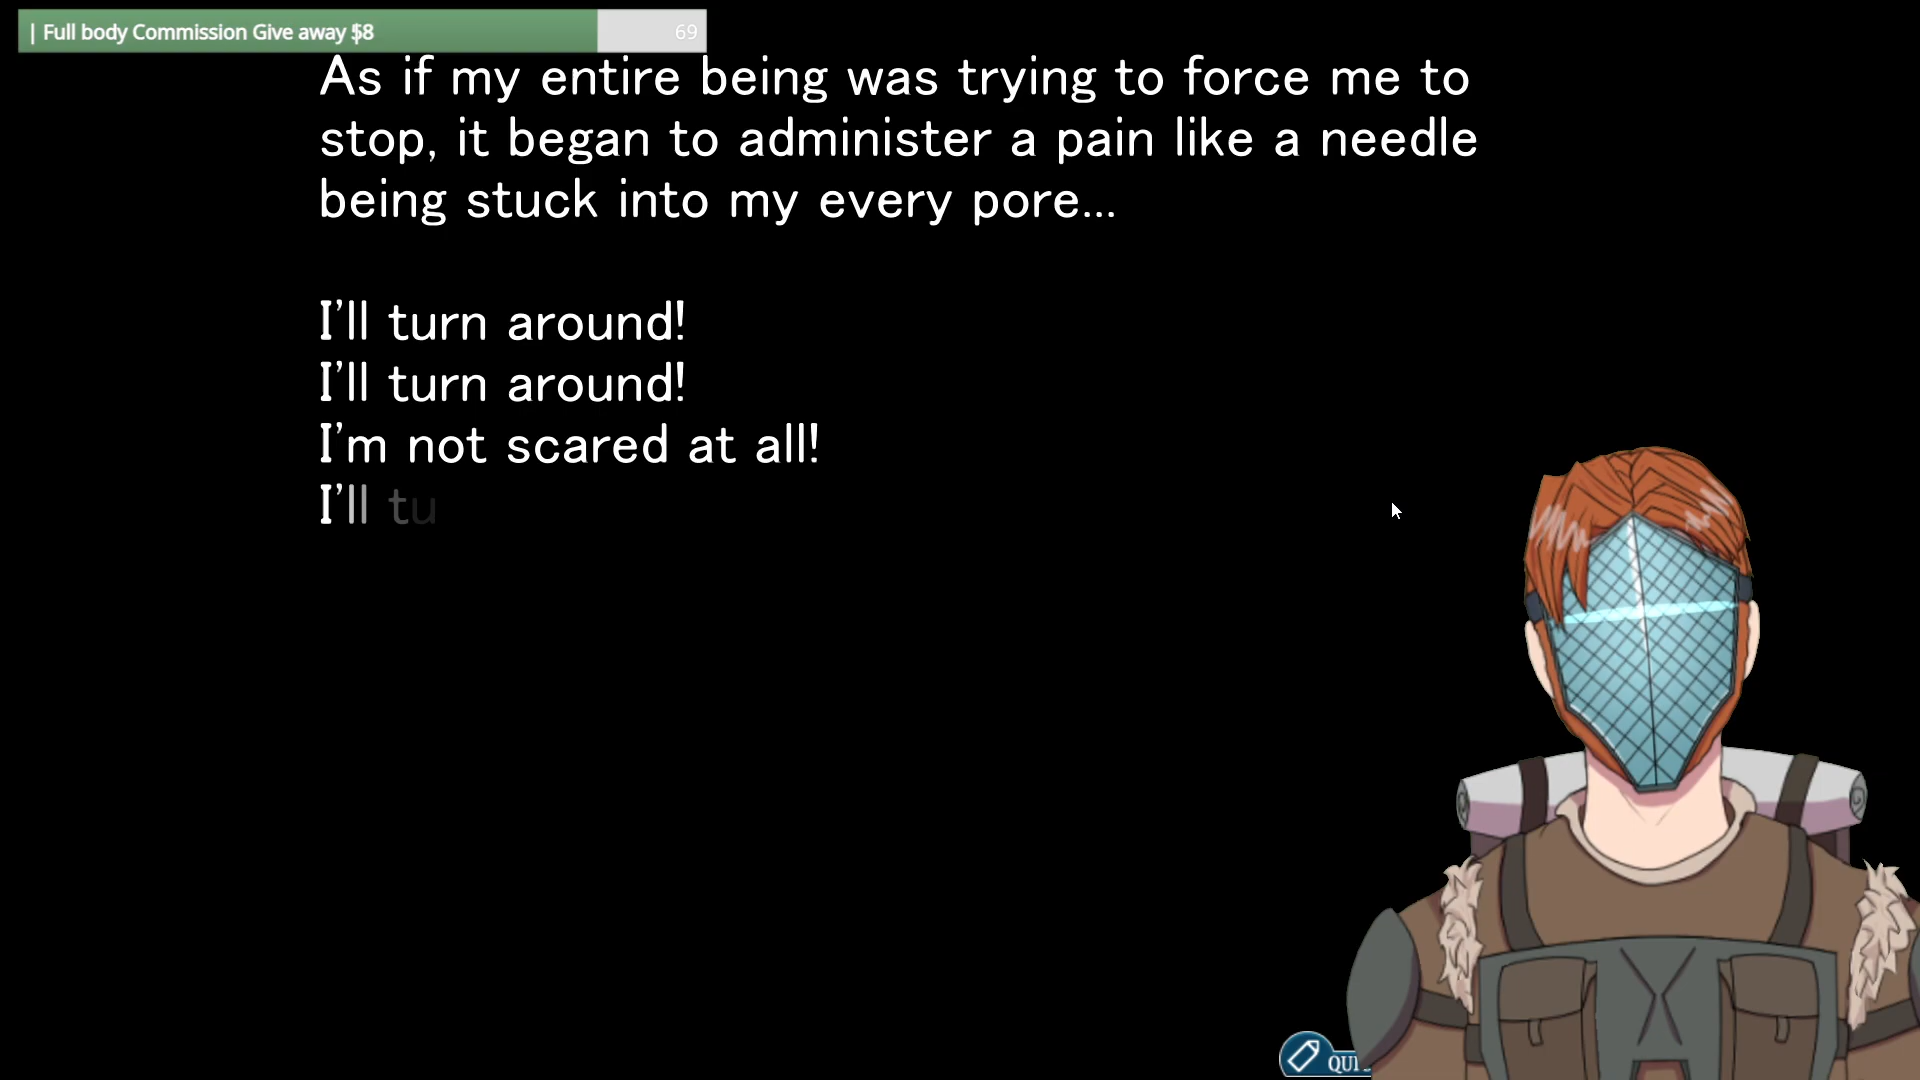 | Full body Commission Give away $8
69
As if my entire being was trying to force me to
stop, it began to administer a pain like a needle
being stuck into my every pore...
I'll turn around!
I'll turn around!
I'm not scared at all!
I'll tu